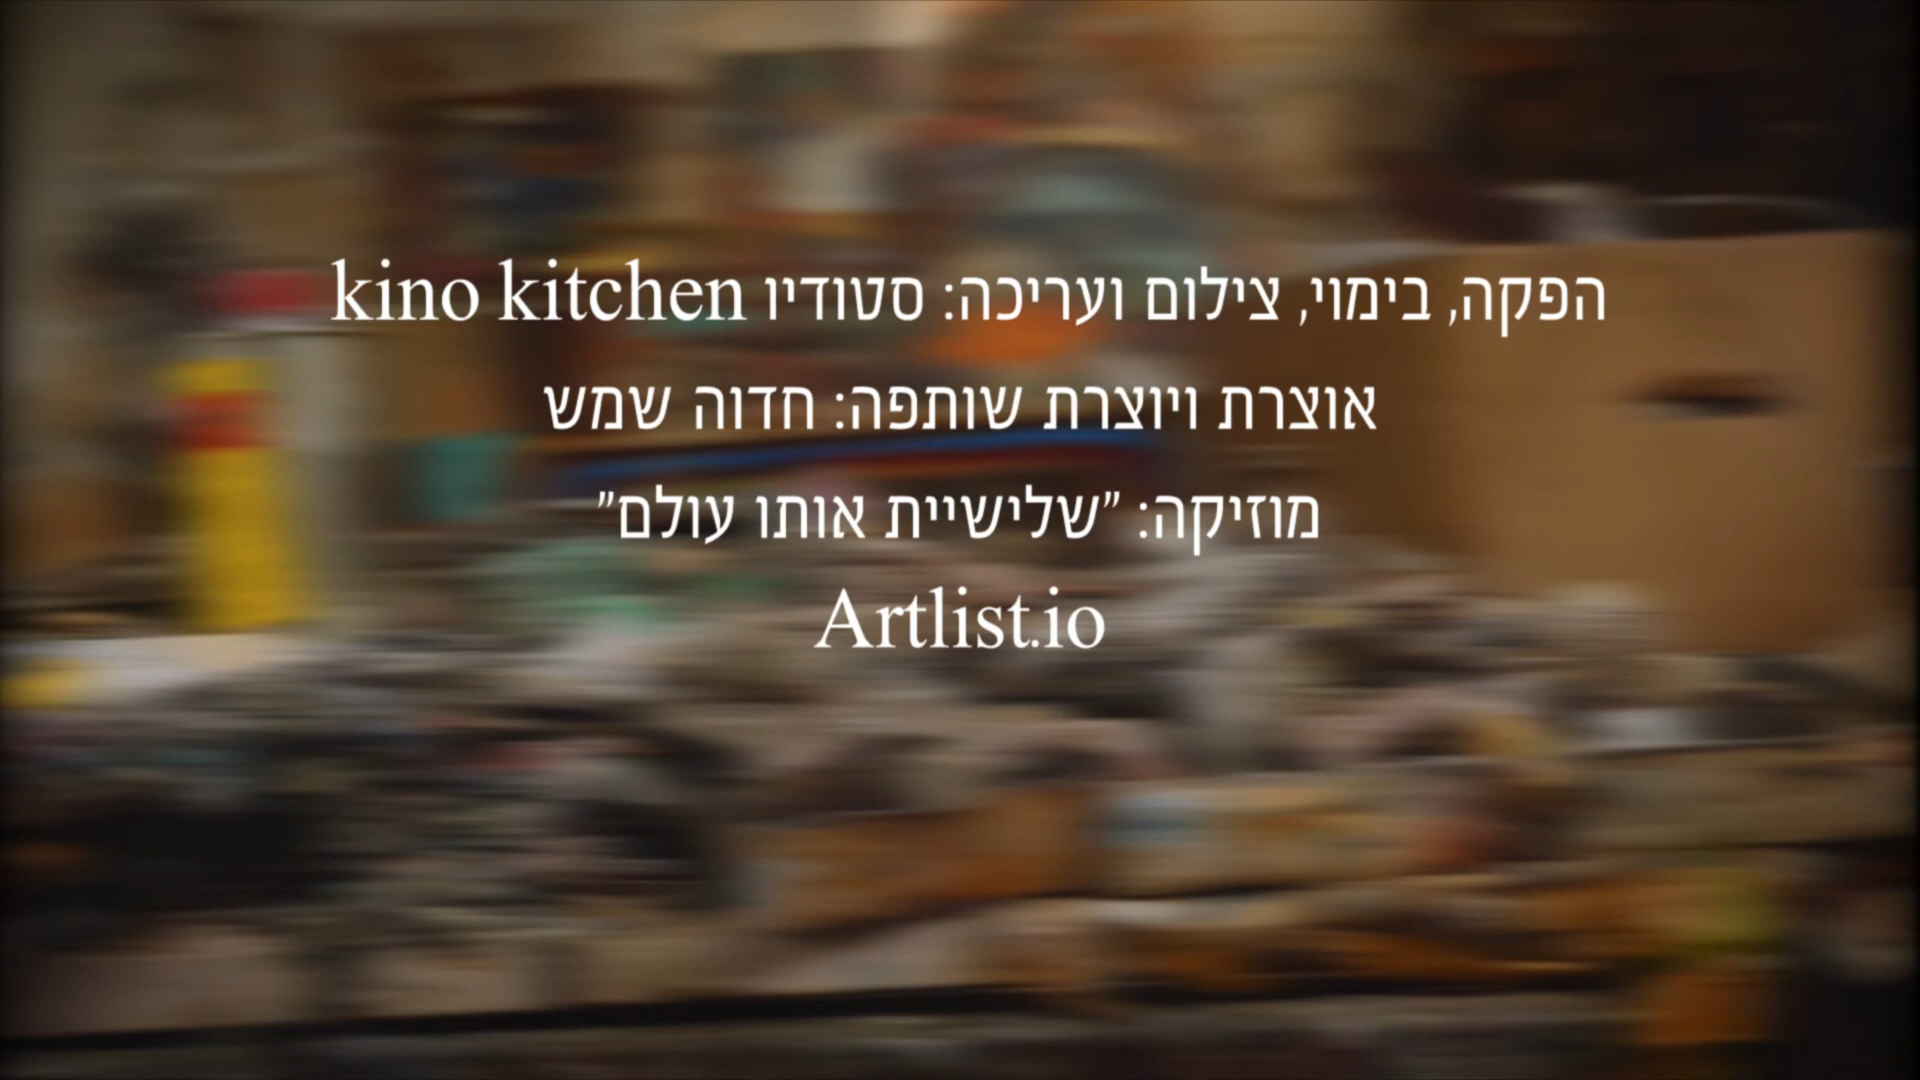 הפקה, בימוי, צילום ועריכה: סטודיו kino kitchen
אוצרת ויוצרת שותפה: חדוה שמש
מוזיקה: "שלישיית אותו עולם"
Artlist.io